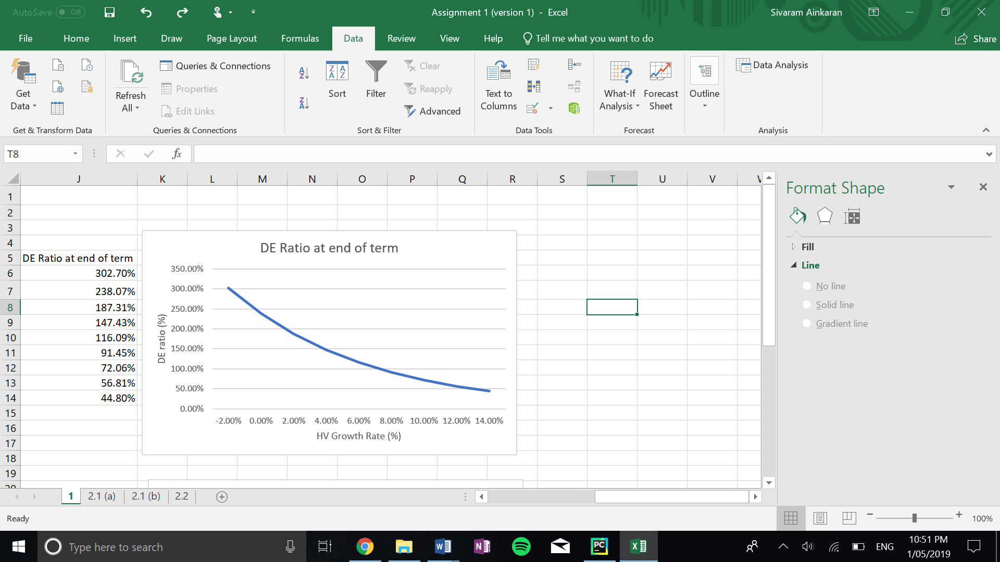 AutoSave Off
Assignment 1 (version 1) - Excel
Sivaram Ainkaran
File Home Insert Draw Page Layout Formulas Data Review View Help Tell me what you want to do Share
Get Data
Refresh All
Queries & Connections
Properties
Edit Links
Sort
Filter
Clear
Reapply
Advanced
Text to Columns
What-If Analysis
Forecast Sheet
Outline
Data Analysis
Get & Transform Data
Queries & Connections
Sort & Filter
Data Tools
Forecast
Analysis
T8
fx
J K L M N O P Q R S T U V
1
2
3
4
5 DE Ratio at end of term
6 302.70%
7 238.07%
8 187.31%
9 147.43%
10 116.09%
11 91.45%
12 72.06%
13 56.81%
14 44.80%
15
16
17
18
19
20
DE Ratio at end of term
DE ratio (%)
350.00%
300.00%
250.00%
200.00%
150.00%
100.00%
50.00%
0.00%
-2.00% 0.00% 2.00% 4.00% 6.00% 8.00% 10.00% 12.00% 14.00%
HV Growth Rate (%)
Format Shape
Fill
Line
No line
Solid line
Gradient line
1 2.1 (a) 2.1 (b) 2.2
Ready
100%
Type here to search
ENG
10:51 PM
1/05/2019